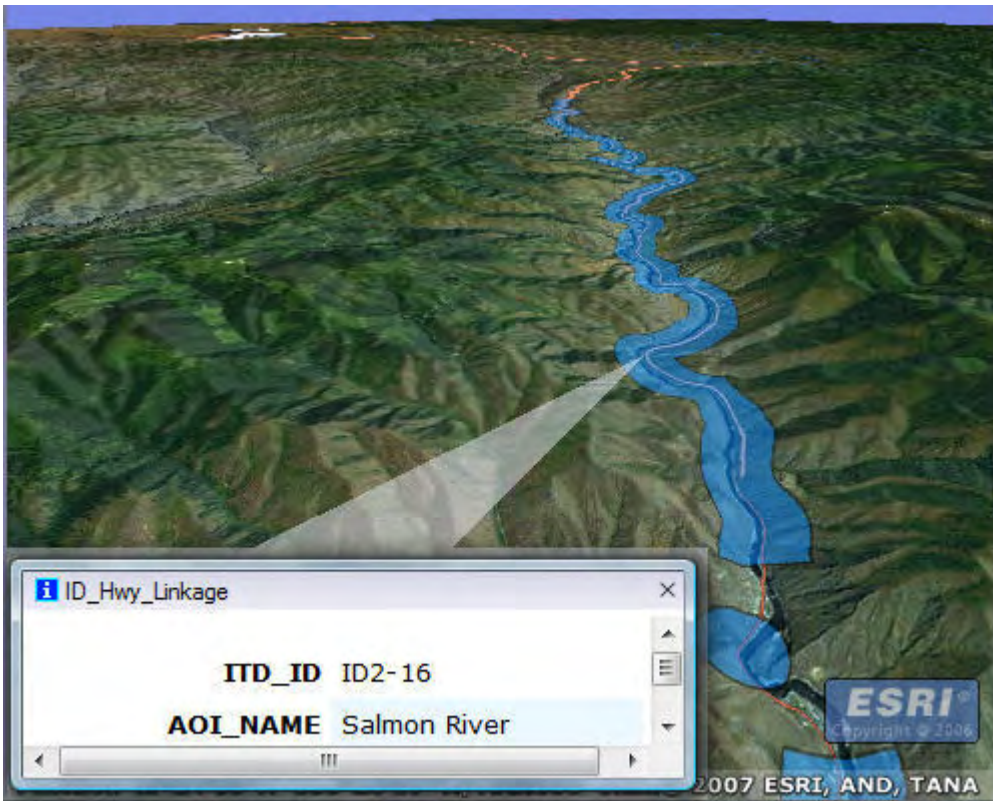 ID_Hwy_Linkage
ITD_ID ID2-16
AOI_NAME Salmon River
ESRI®
Copyright © 2006
2007 ESRI, AND, TANA